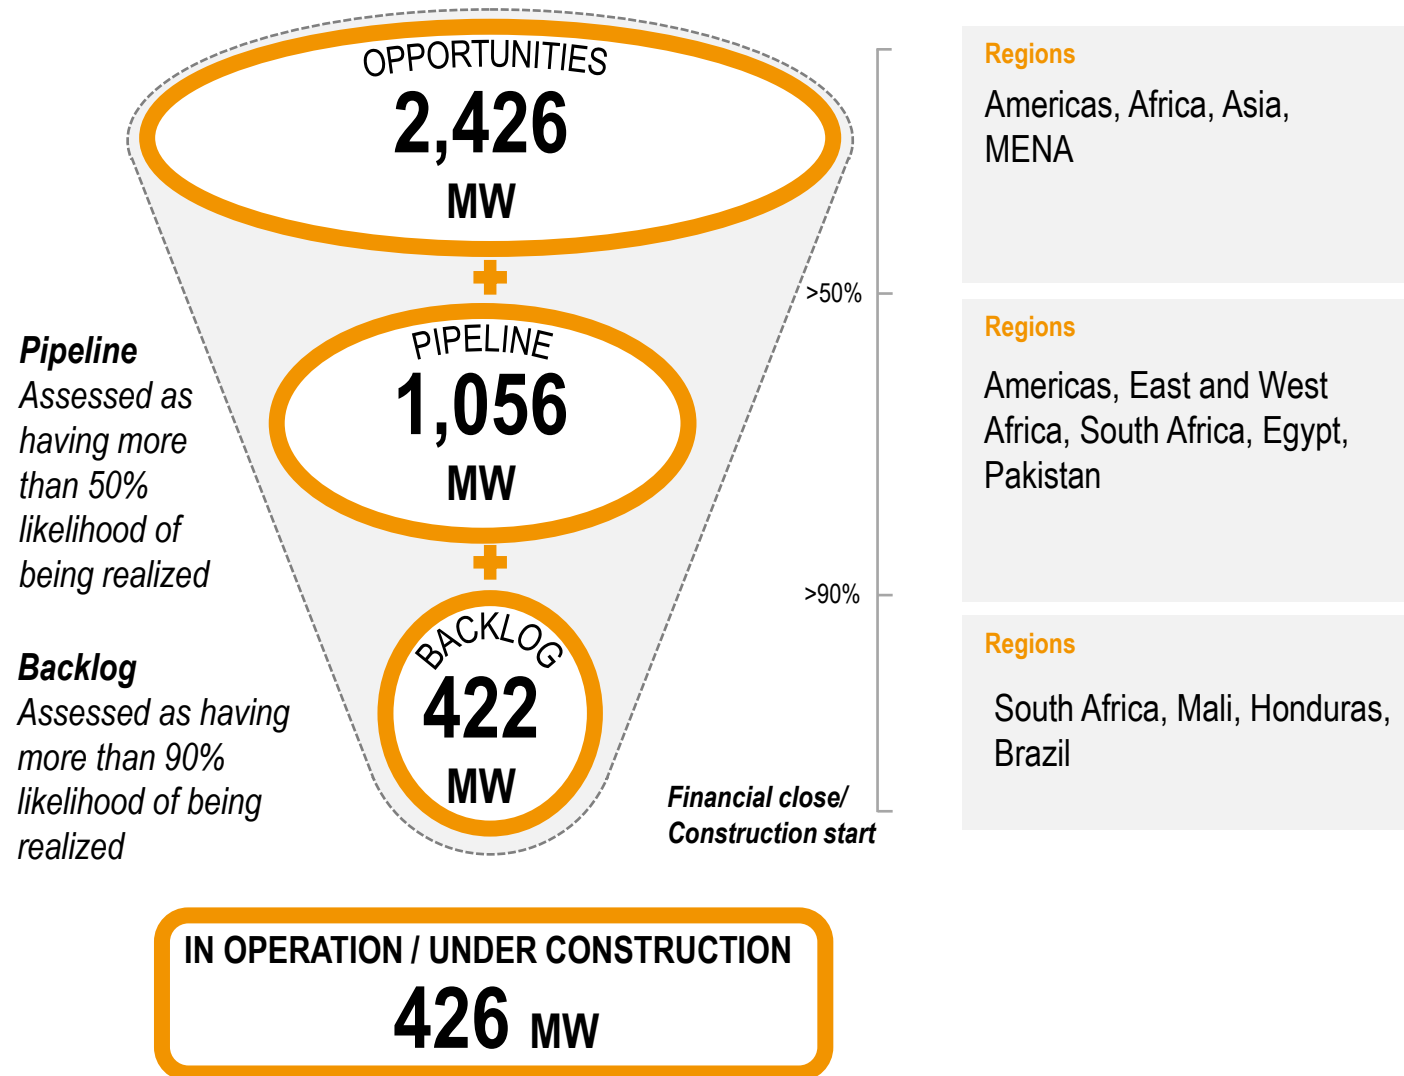 OPPORTUNITIES
2,426
MW
Regions
Americas, Africa, Asia,
MENA
>50%
PIPELINE
1,056
MW
Pipeline
Assessed as
having more
than 50%
likelihood of
being realized
Regions
Americas, East and West
Africa, South Africa, Egypt,
Pakistan
>90%
BACKLOG
422
MW
Backlog
Assessed as having
more than 90%
likelihood of being
realized
Regions
South Africa, Mali, Honduras,
Brazil
Financial close/
Construction start
IN OPERATION / UNDER CONSTRUCTION
426 MW